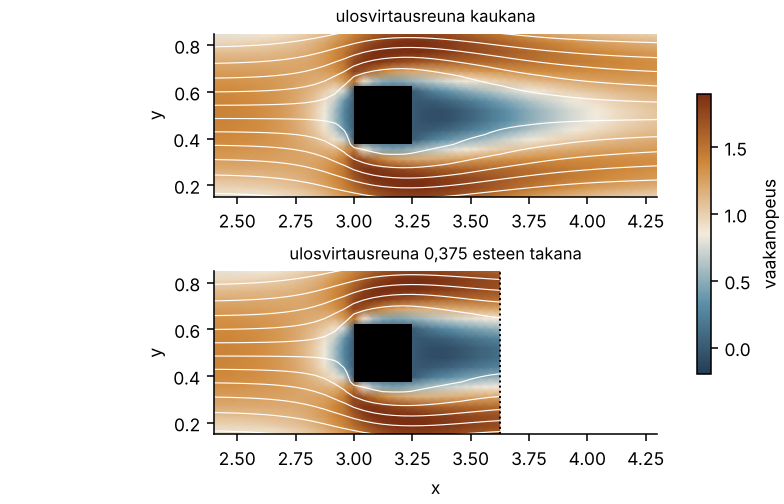 ulosvirtausreuna kaukana
0.8
0.6
0.4
0.2
y
2.50 2.75 3.00 3.25 3.50 3.75 4.00 4.25
ulosvirtausreuna 0,375 esteen takana
0.8
0.6
0.4
0.2
y
2.50 2.75 3.00 3.25 3.50 3.75 4.00 4.25
x
1.5
1.0
0.5
0.0
vaakanopeus